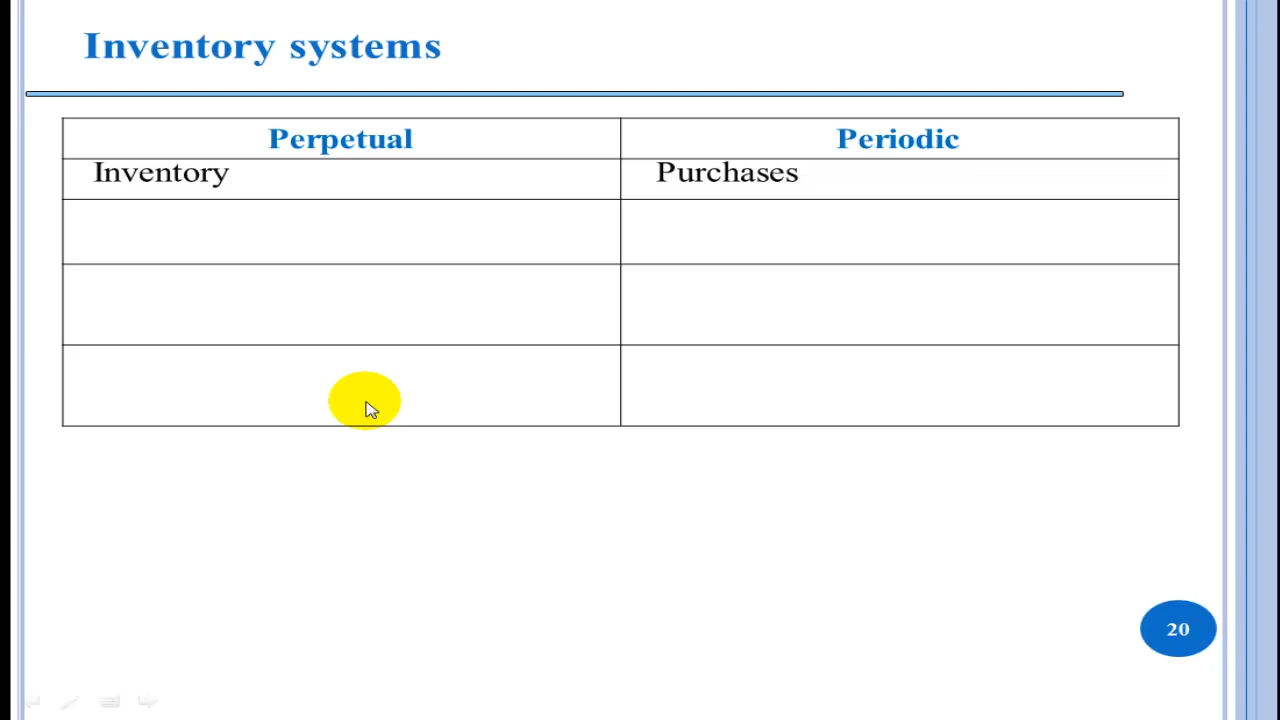 Inventory systems
Perpetual
Periodic
Inventory
Purchases
20